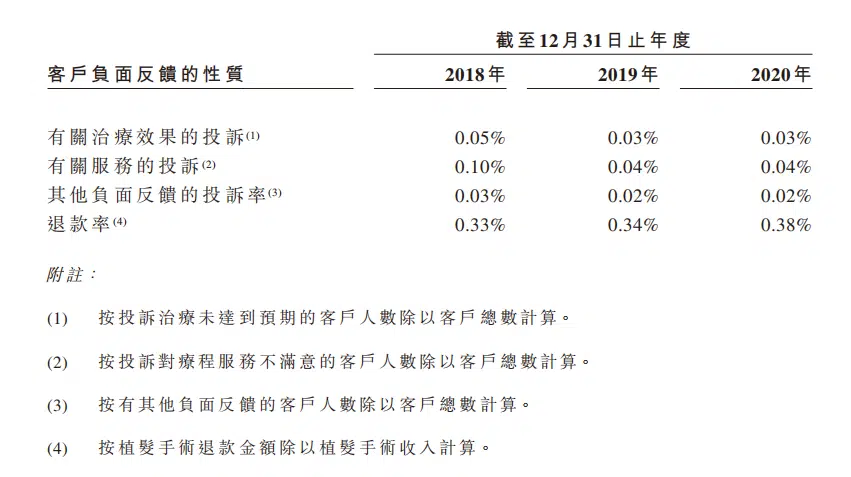 截至12月31日止年度
客戶負面反饋的性質 2018年 2019年 2020年
有關治療效果的投訴(1) 0.05% 0.03% 0.03%
有關服務的投訴(2) 0.10% 0.04% 0.04%
其他負面反饋的投訴率(3) 0.03% 0.02% 0.02%
退款率(4) 0.33% 0.34% 0.38%
附註：
(1) 按投訴治療未達到預期的客戶人數除以客戶總數計算。
(2) 按投訴對療程服務不滿意的客戶人數除以客戶總數計算。
(3) 按有其他負面反饋的客戶人數除以客戶總數計算。
(4) 按植髮手術退款金額除以植髮手術收入計算。